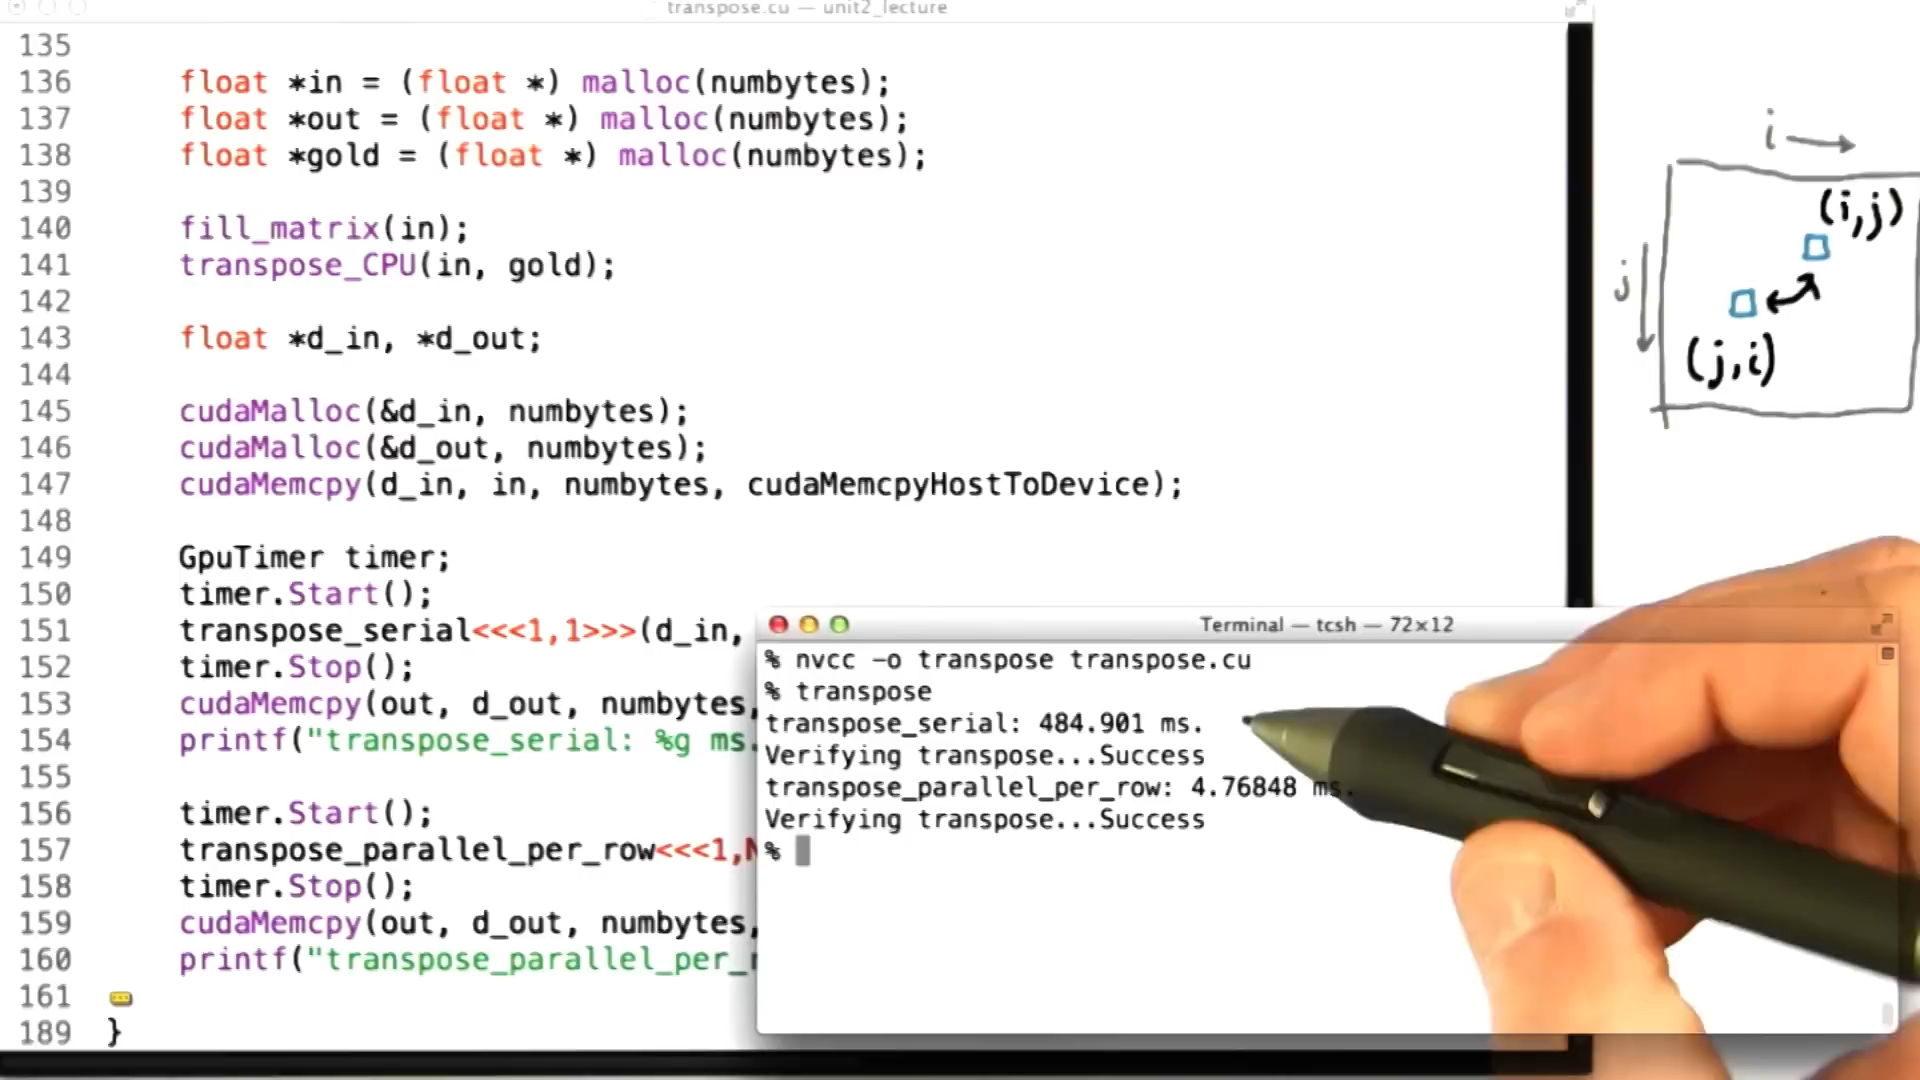 transpose.cu — unit2_lecture
135
136 float *in = (float *) malloc(numbytes);
137 float *out = (float *) malloc(numbytes);
138 float *gold = (float *) malloc(numbytes);
139
140 fill_matrix(in);
141 transpose_CPU(in, gold);
142
143 float *d_in, *d_out;
144
145 cudaMalloc(&d_in, numbytes);
146 cudaMalloc(&d_out, numbytes);
147 cudaMemcpy(d_in, in, numbytes, cudaMemcpyHostToDevice);
148
149 GpuTimer timer;
150 timer.Start();
151 transpose_serial<<<1,1>>>(d_in,
152 timer.Stop();
153 cudaMemcpy(out, d_out, numbytes,
154 printf("transpose_serial: %g ms.
155
156 timer.Start();
157 transpose_parallel_per_row<<<1,N
158 timer.Stop();
159 cudaMemcpy(out, d_out, numbytes,
160 printf("transpose_parallel_per_r
161
189 }
Terminal — tcsh — 72×12
% nvcc -o transpose transpose.cu
% transpose
transpose_serial: 484.901 ms.
Verifying transpose...Success
transpose_parallel_per_row: 4.76848 ms.
Verifying transpose...Success
%
i
j
(i,j)
(j,i)